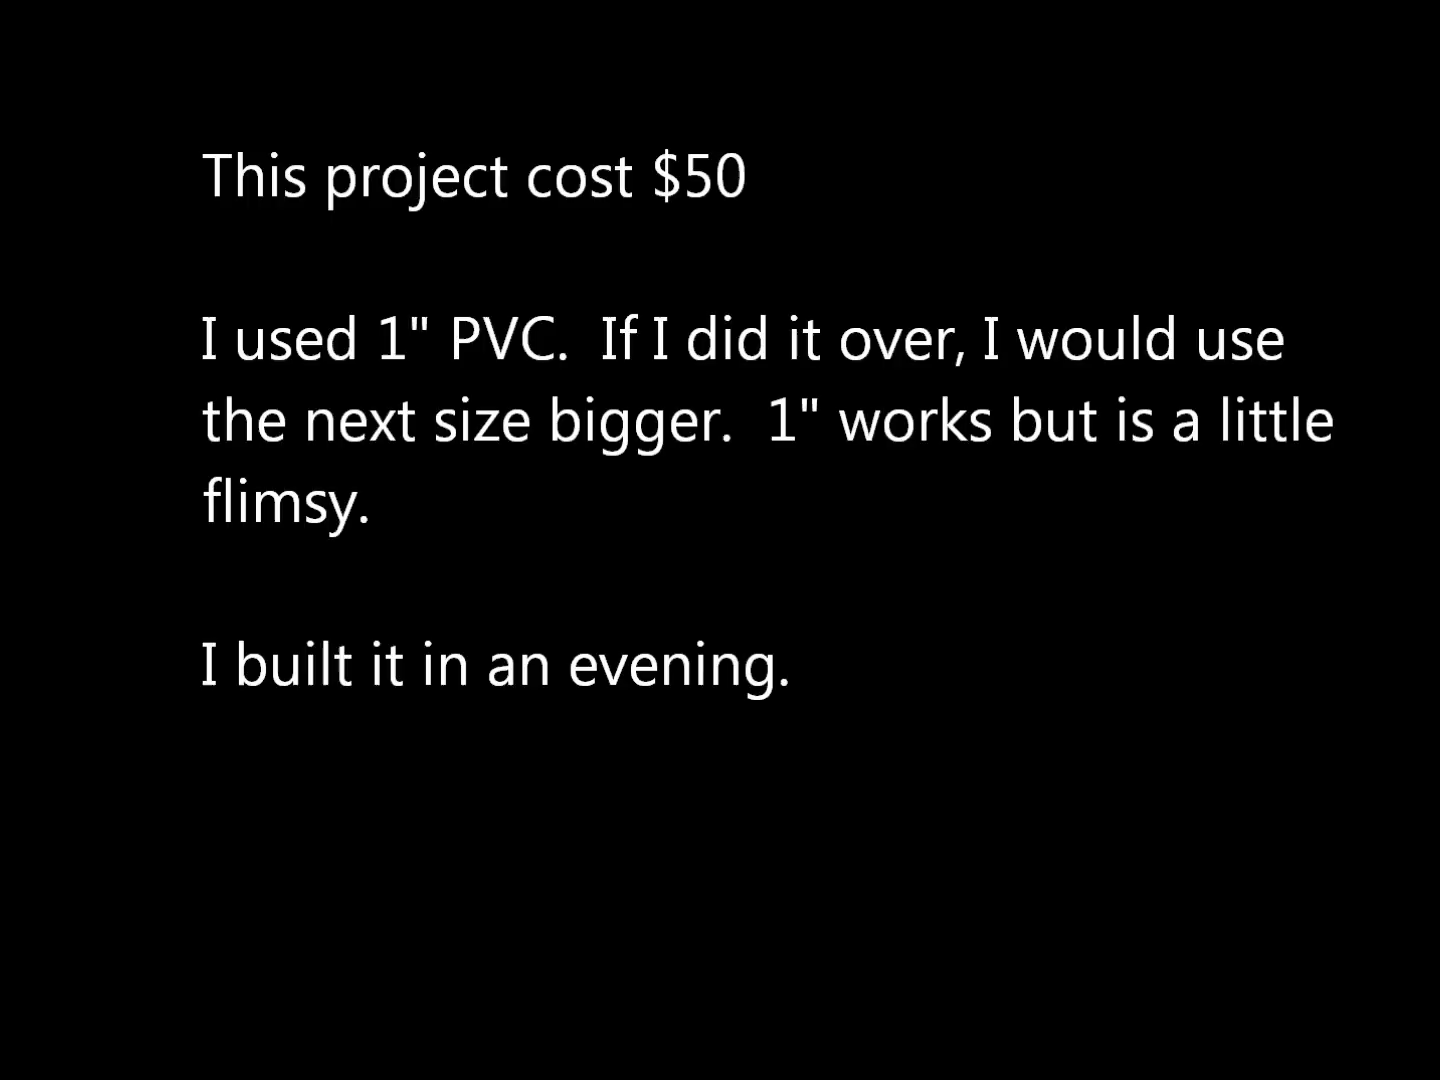 This project cost $50
I used 1" PVC.  If I did it over, I would use
the next size bigger.  1" works but is a little
flimsy.
I built it in an evening.